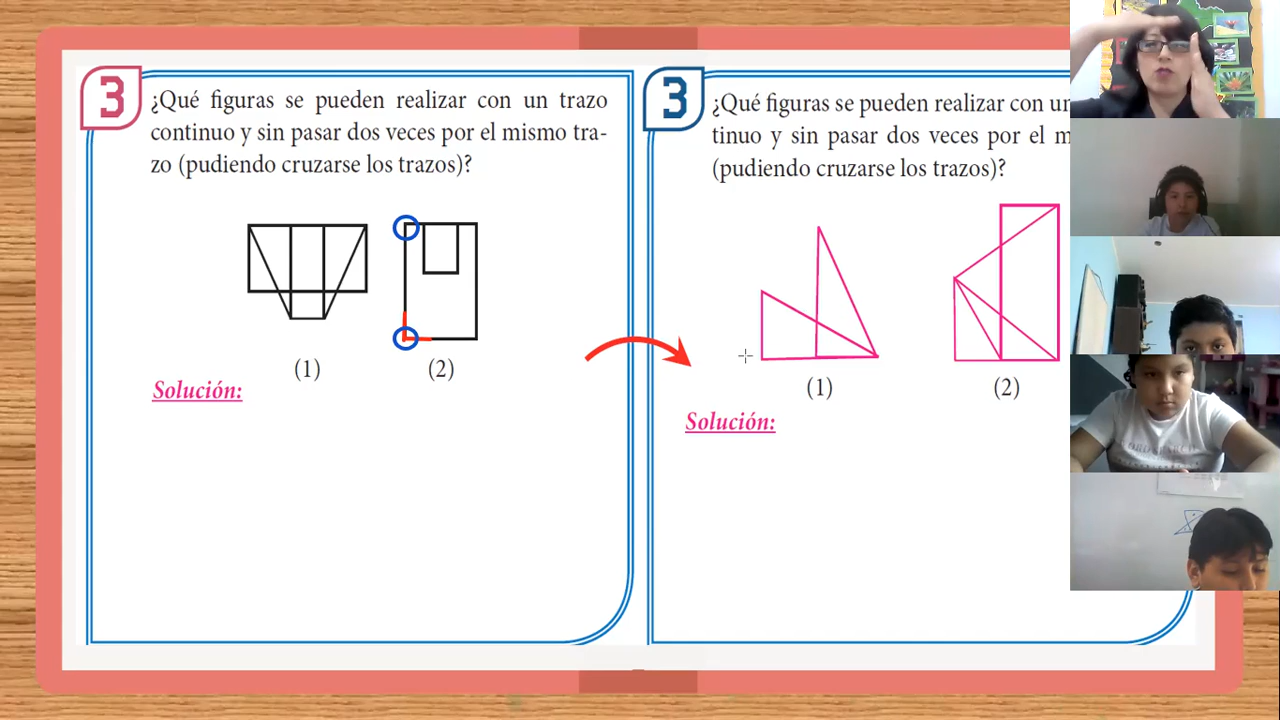 3
¿Qué figuras se pueden realizar con un trazo
continuo y sin pasar dos veces por el mismo tra-
zo (pudiendo cruzarse los trazos)?
(1)
(2)
Solución:
3
¿Qué figuras se pueden realizar con un
tinuo y sin pasar dos veces por el m
(pudiendo cruzarse los trazos)?
(1)
(2)
Solución: